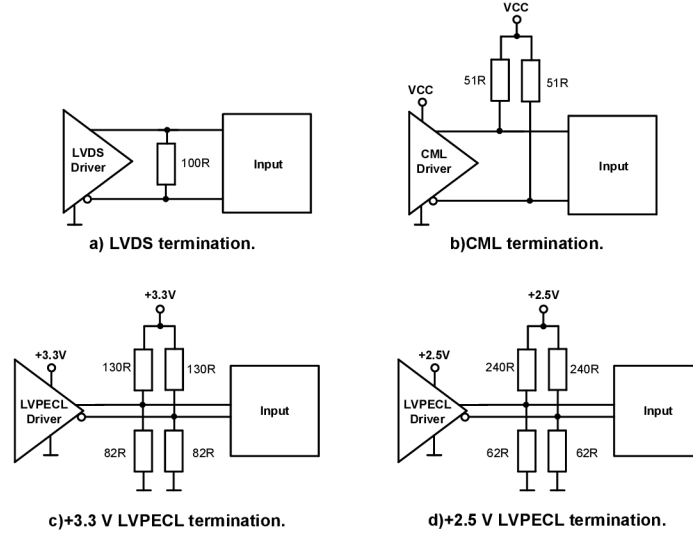 VCC
51R
51R
VCC
LVDS
Driver
100R
Input
CML
Driver
Input
a) LVDS termination.
b)CML termination.
+3.3V
+3.3V
130R
130R
LVPECL
Driver
Input
82R
82R
c)+3.3 V LVPECL termination.
+2.5V
+2.5V
240R
240R
LVPECL
Driver
Input
62R
62R
d)+2.5 V LVPECL termination.